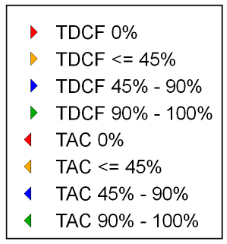 TDCF 0%
TDCF <= 45%
TDCF 45% - 90%
TDCF 90% - 100%
TAC 0%
TAC <= 45%
TAC 45% - 90%
TAC 90% - 100%